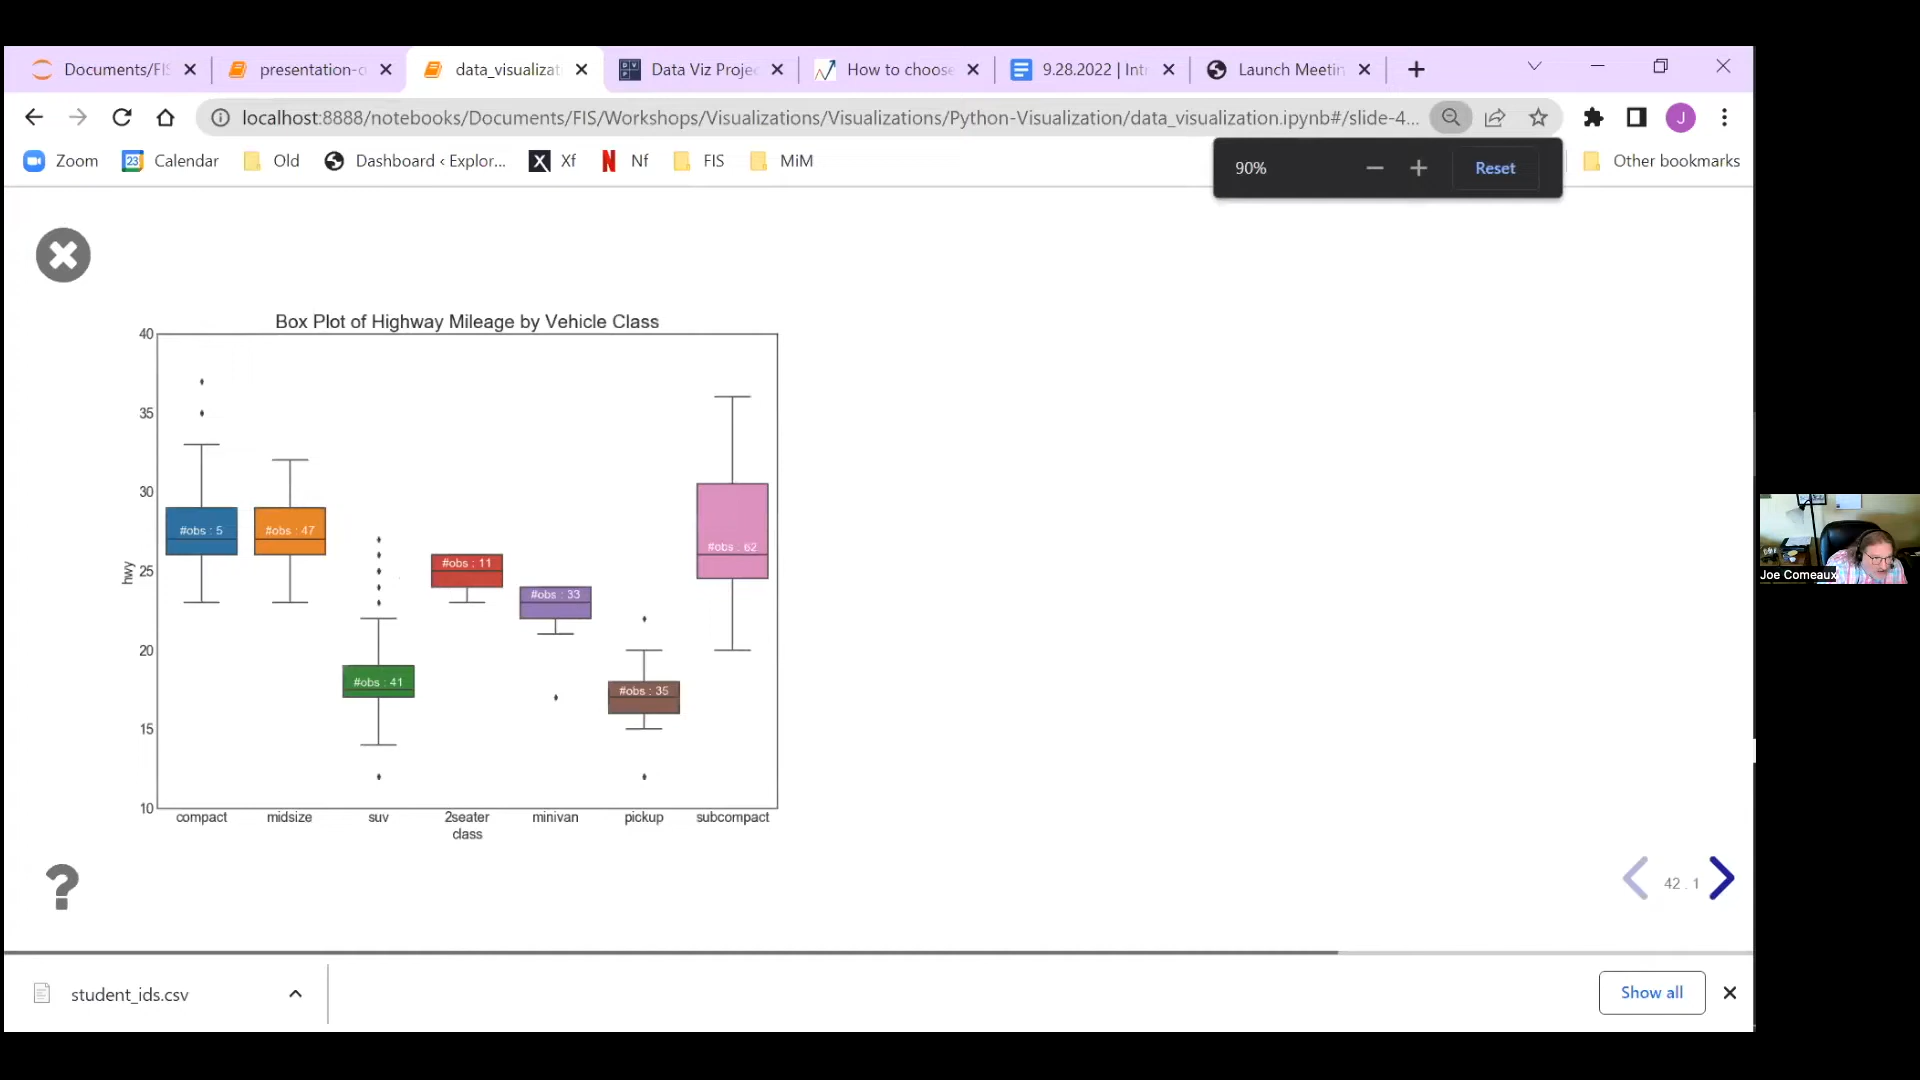 Documents/FIS
presentation-o
data_visualizat
Data Viz Projec
How to choose
9.28.2022 | Intr
Launch Meetin
localhost:8888/notebooks/Documents/FIS/Workshops/Visualizations/Visualizations/Python-Visualization/data_visualization.ipynb#/slide-4...
J
Zoom
23
Calendar
Old
Dashboard ‹ Explor...
X
Xf
N
Nf
FIS
MiM
90%
Reset
Other bookmarks
Box Plot of Highway Mileage by Vehicle Class
40
35
30
25
20
15
10
hwy
#obs : 5
#obs : 47
#obs : 41
#obs : 11
#obs : 33
#obs : 35
#obs : 62
compact
midsize
suv
2seater
minivan
pickup
subcompact
class
?
42 . 1
Joe Comeaux
student_ids.csv
Show all